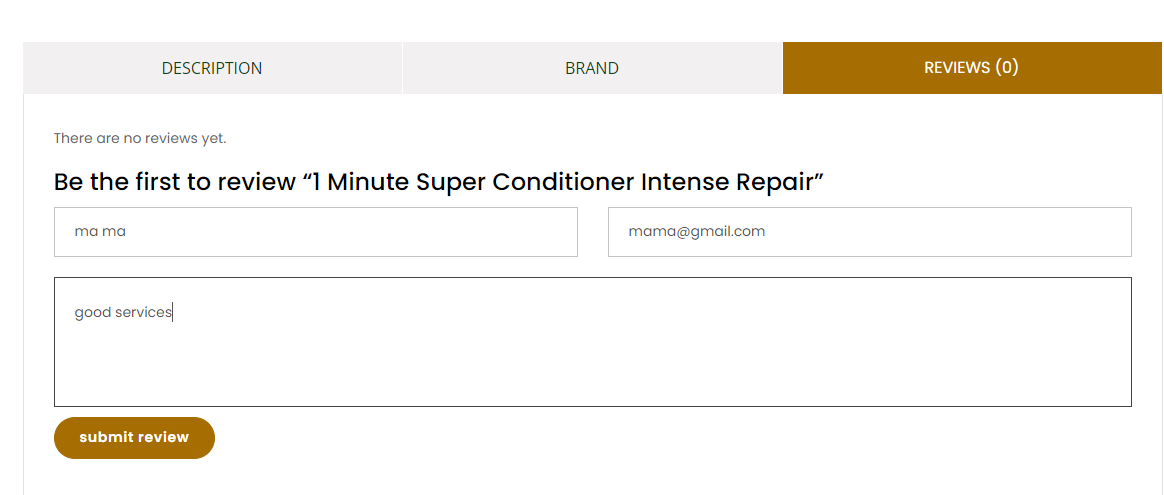 DESCRIPTION
BRAND
REVIEWS (0)
There are no reviews yet.
Be the first to review “1 Minute Super Conditioner Intense Repair”
ma ma
mama@gmail.com
good services
submit review